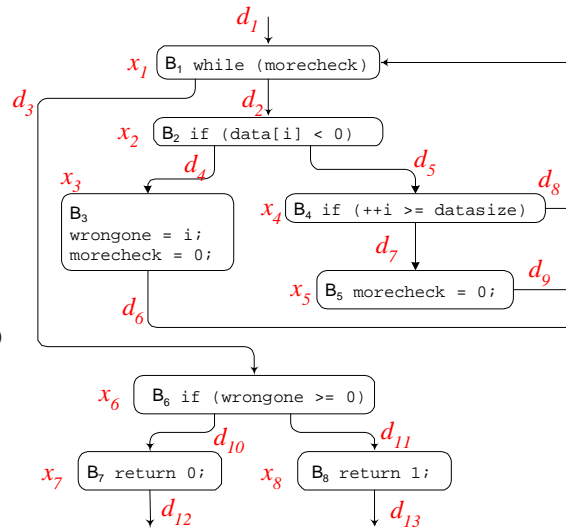 d1
x1 B1 while (morecheck)
d3 d2
x2 B2 if (data[i] < 0)
d4 d5
x3 d8
B3
wrongone = i;
morecheck = 0;
x4 B4 if (++i >= datasize)
d7
x5 B5 morecheck = 0; d9
d6
)
x6 B6 if (wrongone >= 0)
d10 d11
x7 B7 return 0; x8 B8 return 1;
d12 d13